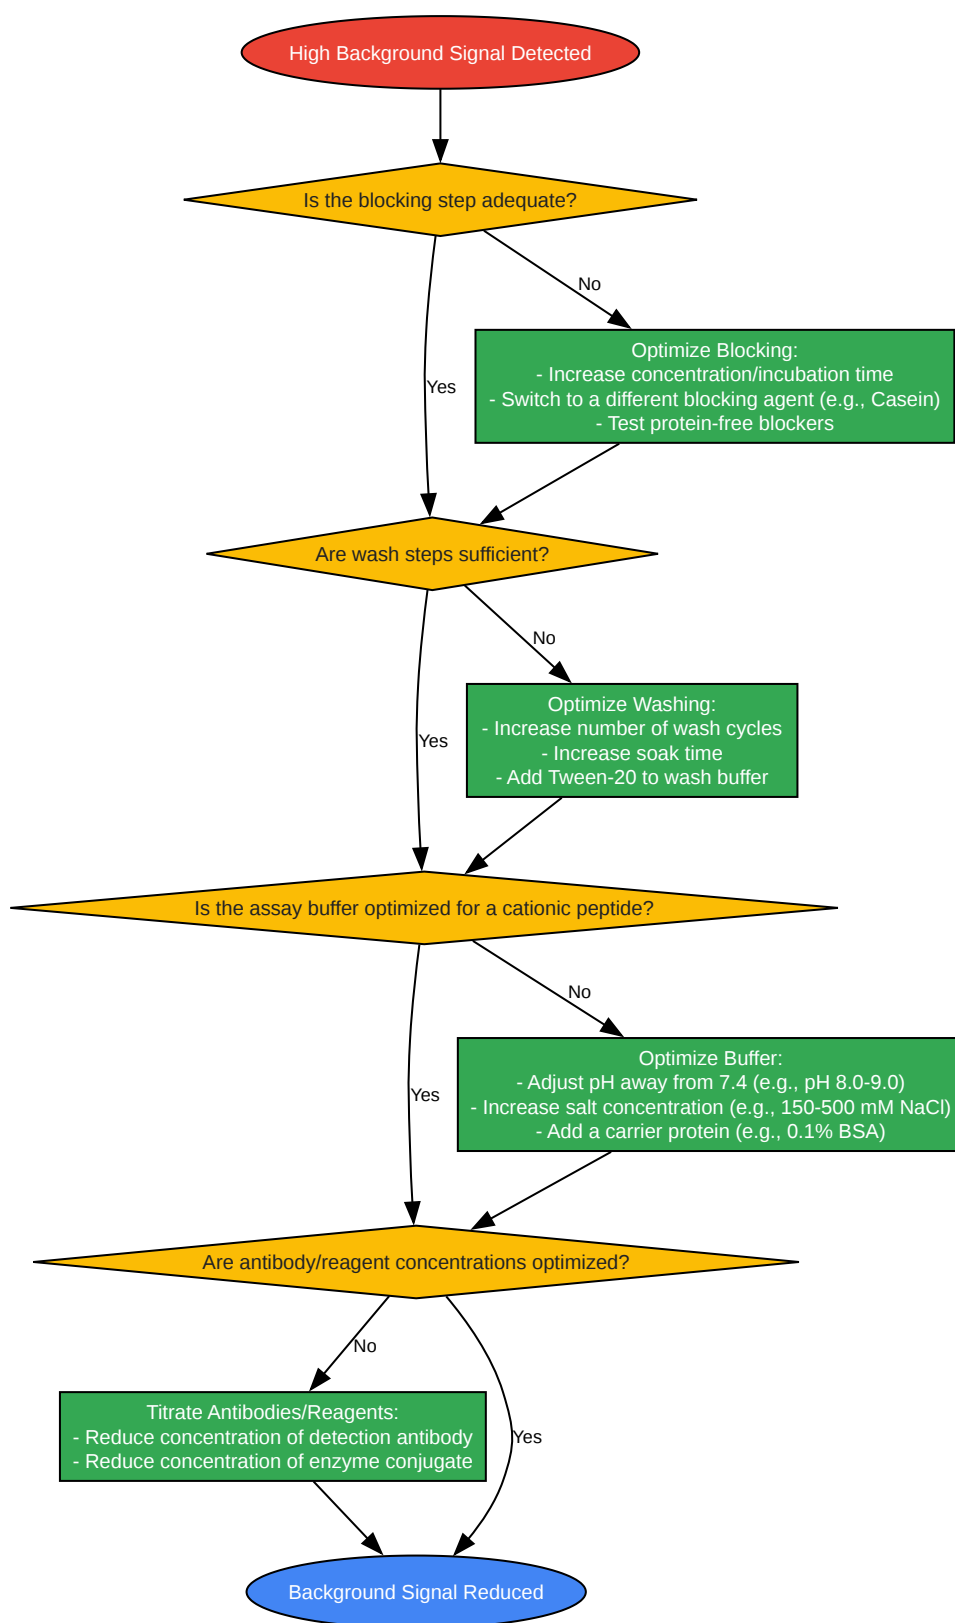 High Background Signal Detected
Is the blocking step adequate?
No
Optimize Blocking:
- Increase concentration/incubation time
- Switch to a different blocking agent (e.g., Casein)
- Test protein-free blockers
Yes
Are wash steps sufficient?
No
Optimize Washing:
- Increase number of wash cycles
- Increase soak time
- Add Tween-20 to wash buffer
Yes
Is the assay buffer optimized for a cationic peptide?
No
Optimize Buffer:
- Adjust pH away from 7.4 (e.g., pH 8.0-9.0)
- Increase salt concentration (e.g., 150-500 mM NaCl)
- Add a carrier protein (e.g., 0.1% BSA)
Yes
Are antibody/reagent concentrations optimized?
No
Titrate Antibodies/Reagents:
- Reduce concentration of detection antibody
- Reduce concentration of enzyme conjugate
Yes
Background Signal Reduced